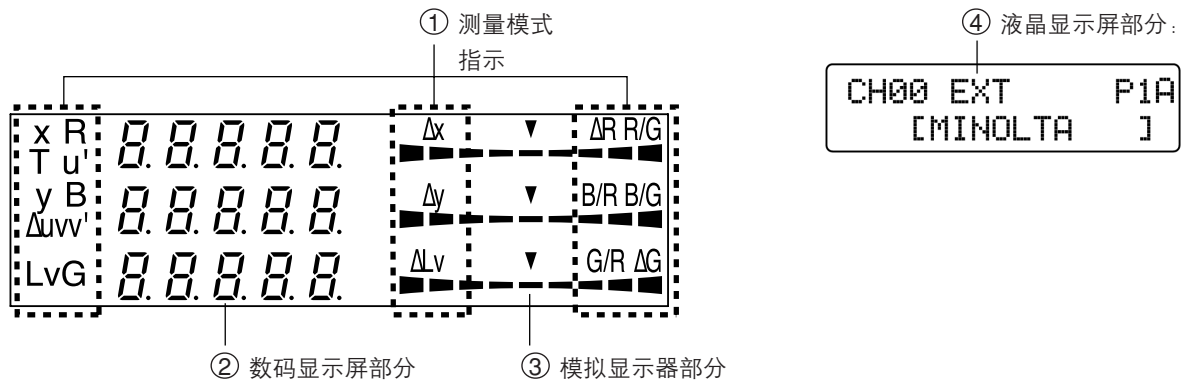 ① 测量模式
指示
④ 液晶显示屏部分:
CH00 EXT P1A
[MINOLTA ]
x R 8.8.8.8.8. Δx ▼ ΔR R/G
T u'
y B 8.8.8.8.8. Δy ▼ B/R B/G
Δuvv'
LvG 8.8.8.8.8. ΔLv ▼ G/R ΔG
② 数码显示屏部分
③ 模拟显示器部分